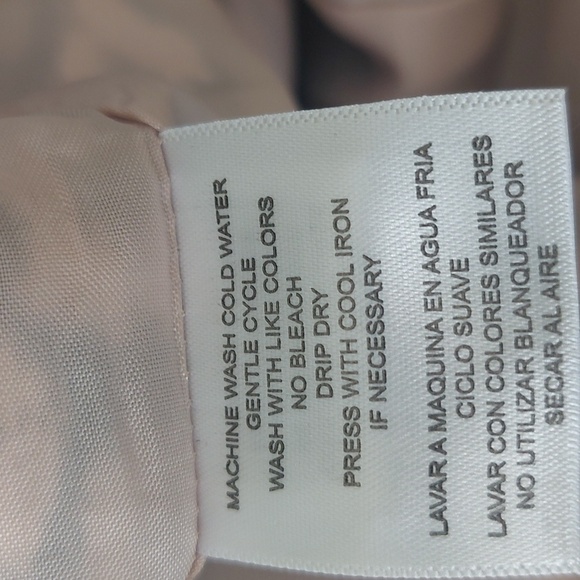 MACHINE WASH COLD WATER
GENTLE CYCLE
WASH WITH LIKE COLORS
NO BLEACH
DRIP DRY
PRESS WITH COOL IRON
IF NECESSARY
LAVAR A MAQUINA EN AGUA FRIA
CICLO SUAVE
LAVAR CON COLORES SIMILARES
NO UTILIZAR BLANQUEADOR
SECAR AL AIRE